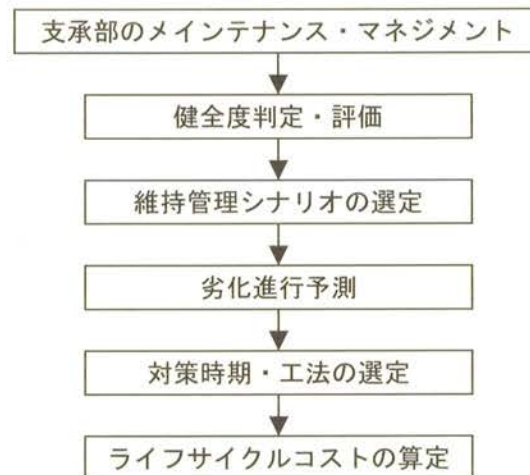 支承部のメインテナンス・マネジメント
健全度判定・評価
維持管理シナリオの選定
劣化進行予測
対策時期・工法の選定
ライフサイクルコストの算定